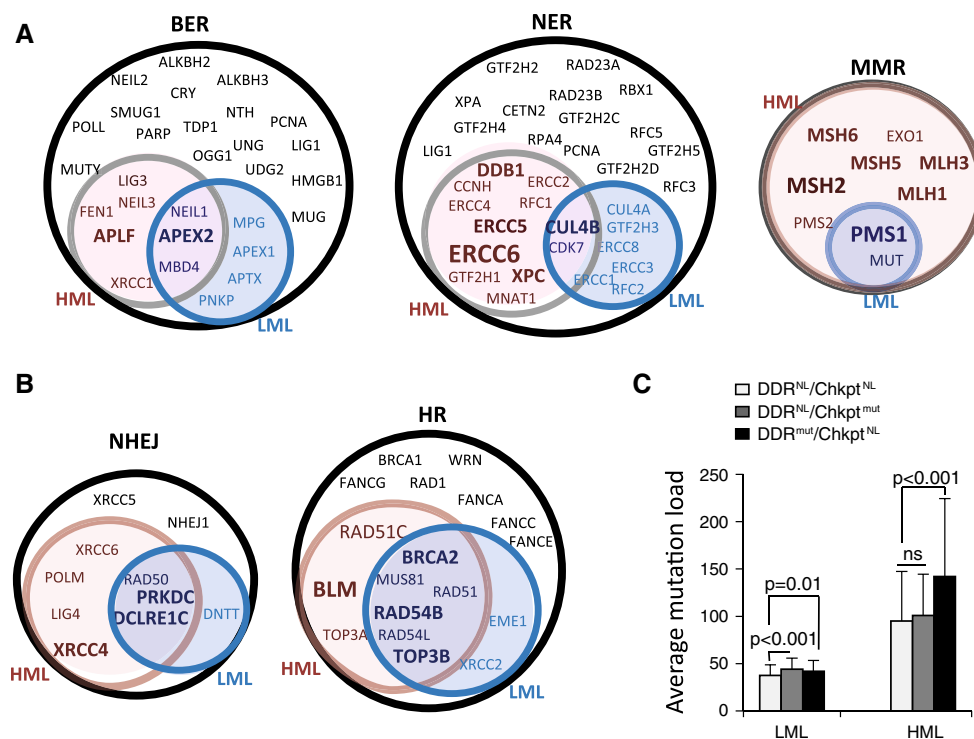 A
BER
ALKBH2
NEIL2
ALKBH3
CRY
SMUG1
NTH
POLL
PARP
TDP1
PCNA
UNG
LIG1
OGG1
MUTY
UDG2
HMGB1
LIG3
NEIL3
FEN1
NEIL1
MUG
MPG
APLF
APEX2
APEX1
MBD4
XRCC1
APTX
PNKP
HML
LML
NER
GTF2H2
RAD23A
RAD23B
RBX1
XPA
CETN2
GTF2H2C
GTF2H4
RPA4
RFC5
LIG1
PCNA
GTF2H5
GTF2H2D
DDB1
RFC3
CCNH
ERCC2
ERCC4
RFC1
CUL4A
ERCC5
CUL4B
GTF2H3
ERCC6
CDK7
ERCC8
GTF2H1
XPC
ERCC3
ERCC1
RFC2
MNAT1
HML
LML
MMR
HML
MSH6
EXO1
MSH5
MLH3
MSH2
MLH1
PMS2
PMS1
MUT
LML
B
NHEJ
XRCC5
NHEJ1
XRCC6
POLM
RAD50
PRKDC
LIG4
DCLRE1C
DNTT
XRCC4
HML
LML
HR
BRCA1
WRN
FANCG
RAD1
FANCA
FANCC
RAD51C
FANCE
BRCA2
MUS81
BLM
RAD51
RAD54B
EME1
TOP3A
RAD54L
TOP3B
XRCC2
HML
LML
C
DDR^NL/Chkpt^NL
DDR^NL/Chkpt^mut
DDR^mut/Chkpt^NL
Average mutation load
250
200
150
100
50
0
p<0.001
ns
p=0.01
p<0.001
LML
HML